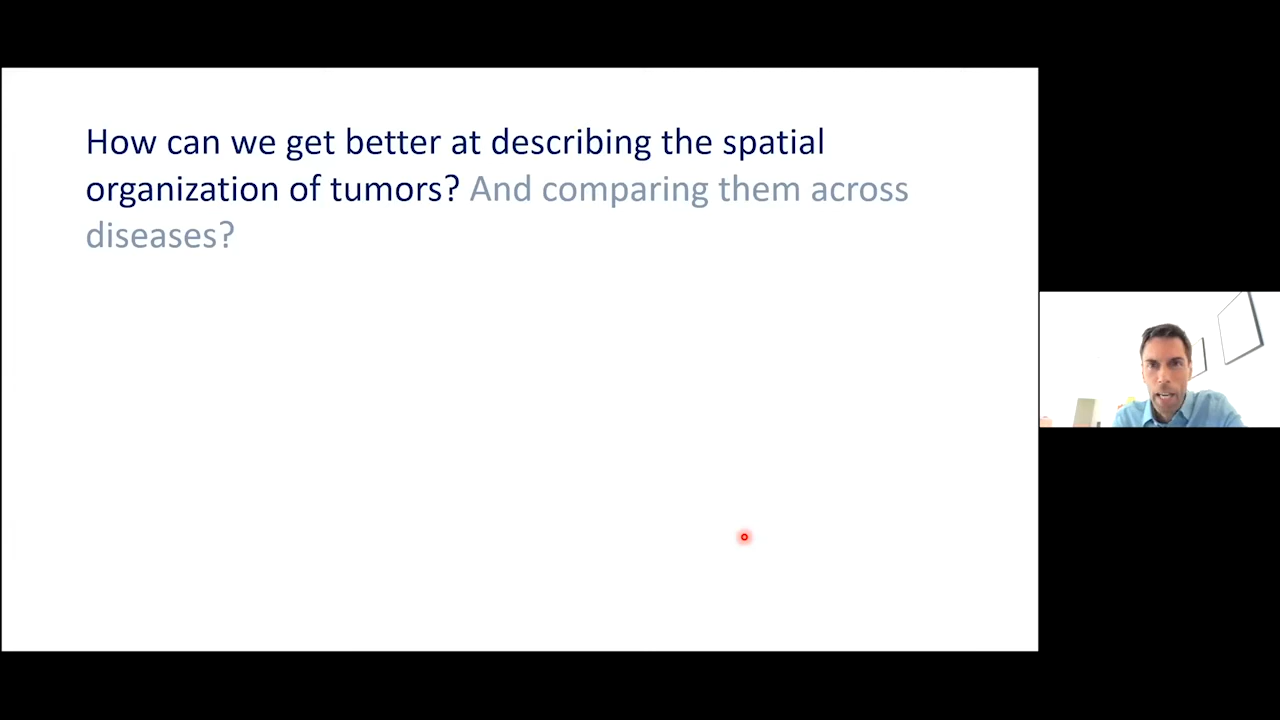 How can we get better at describing the spatial
organization of tumors? And comparing them across
diseases?